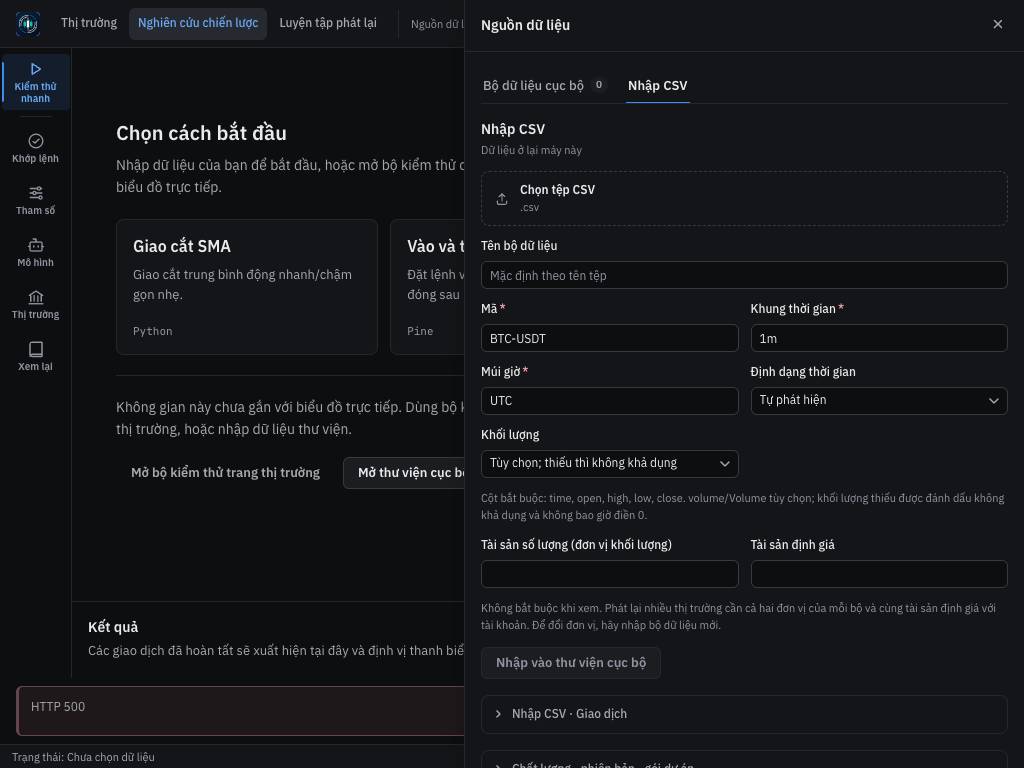 Thị trường
Nghiên cứu chiến lược
Luyện tập phát lại
Nguồn dữ l
Kiểm thử
nhanh
Khớp lệnh
Tham số
Mô hình
Thị trường
Xem lại
Chọn cách bắt đầu
Nhập dữ liệu của bạn để bắt đầu, hoặc mở bộ kiểm thử
biểu đồ trực tiếp.
Giao cắt SMA
Giao cắt trung bình động nhanh/chậm
gọn nhẹ.
Python
Vào và t
Đặt lệnh v
đóng sau
Pine
Không gian này chưa gắn với biểu đồ trực tiếp. Dùng bộ k
thị trường, hoặc nhập dữ liệu thư viện.
Mở bộ kiểm thử trang thị trường
Mở thư viện cục bộ
Kết quả
Các giao dịch đã hoàn tất sẽ xuất hiện tại đây và định vị thanh biể
HTTP 500
Trạng thái: Chưa chọn dữ liệu
Nguồn dữ liệu
Bộ dữ liệu cục bộ 0
Nhập CSV
Nhập CSV
Dữ liệu ở lại máy này
Chọn tệp CSV
.csv
Tên bộ dữ liệu
Mặc định theo tên tệp
Mã *
Khung thời gian *
BTC-USDT
1m
Múi giờ *
Định dạng thời gian
UTC
Tự phát hiện
Khối lượng
Tùy chọn; thiếu thì không khả dụng
Cột bắt buộc: time, open, high, low, close. volume/Volume tùy chọn; khối lượng thiếu được đánh dấu không
khả dụng và không bao giờ điền 0.
Tài sản số lượng (đơn vị khối lượng)
Tài sản định giá
Không bắt buộc khi xem. Phát lại nhiều thị trường cần cả hai đơn vị của mỗi bộ và cùng tài sản định giá với
tài khoản. Để đổi đơn vị, hãy nhập bộ dữ liệu mới.
Nhập vào thư viện cục bộ
Nhập CSV · Giao dịch
Chất lượng · phiên bản · gói dự án